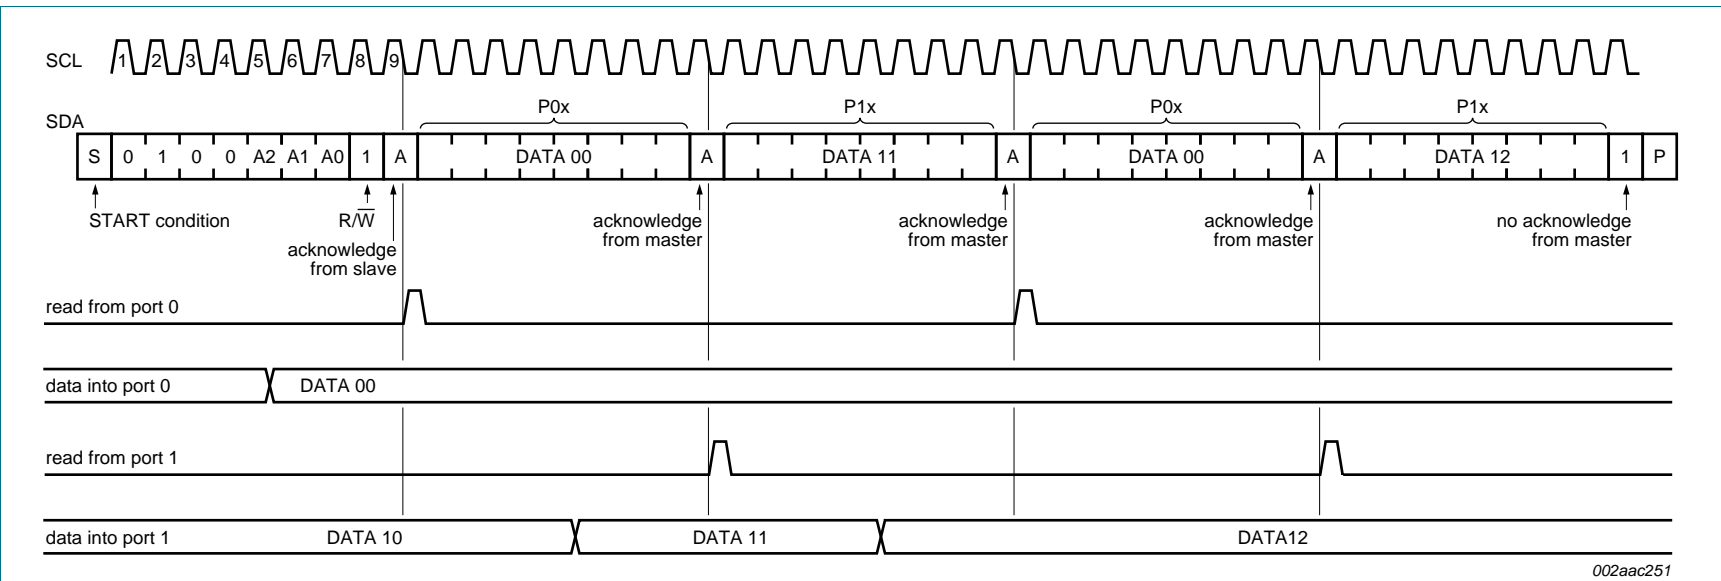 SCL 1 2 3 4 5 6 7 8 9
P0x P1x P0x P1x
SDA
S 0 1 0 0 A2 A1 A0 1 A DATA 00 A DATA 11 A DATA 00 A DATA 12 1 P
START condition R/W acknowledge from master acknowledge from master acknowledge from master no acknowledge from master
acknowledge
from slave
read from port 0
data into port 0 DATA 00
read from port 1
data into port 1 DATA 10 DATA 11 DATA12
002aac251